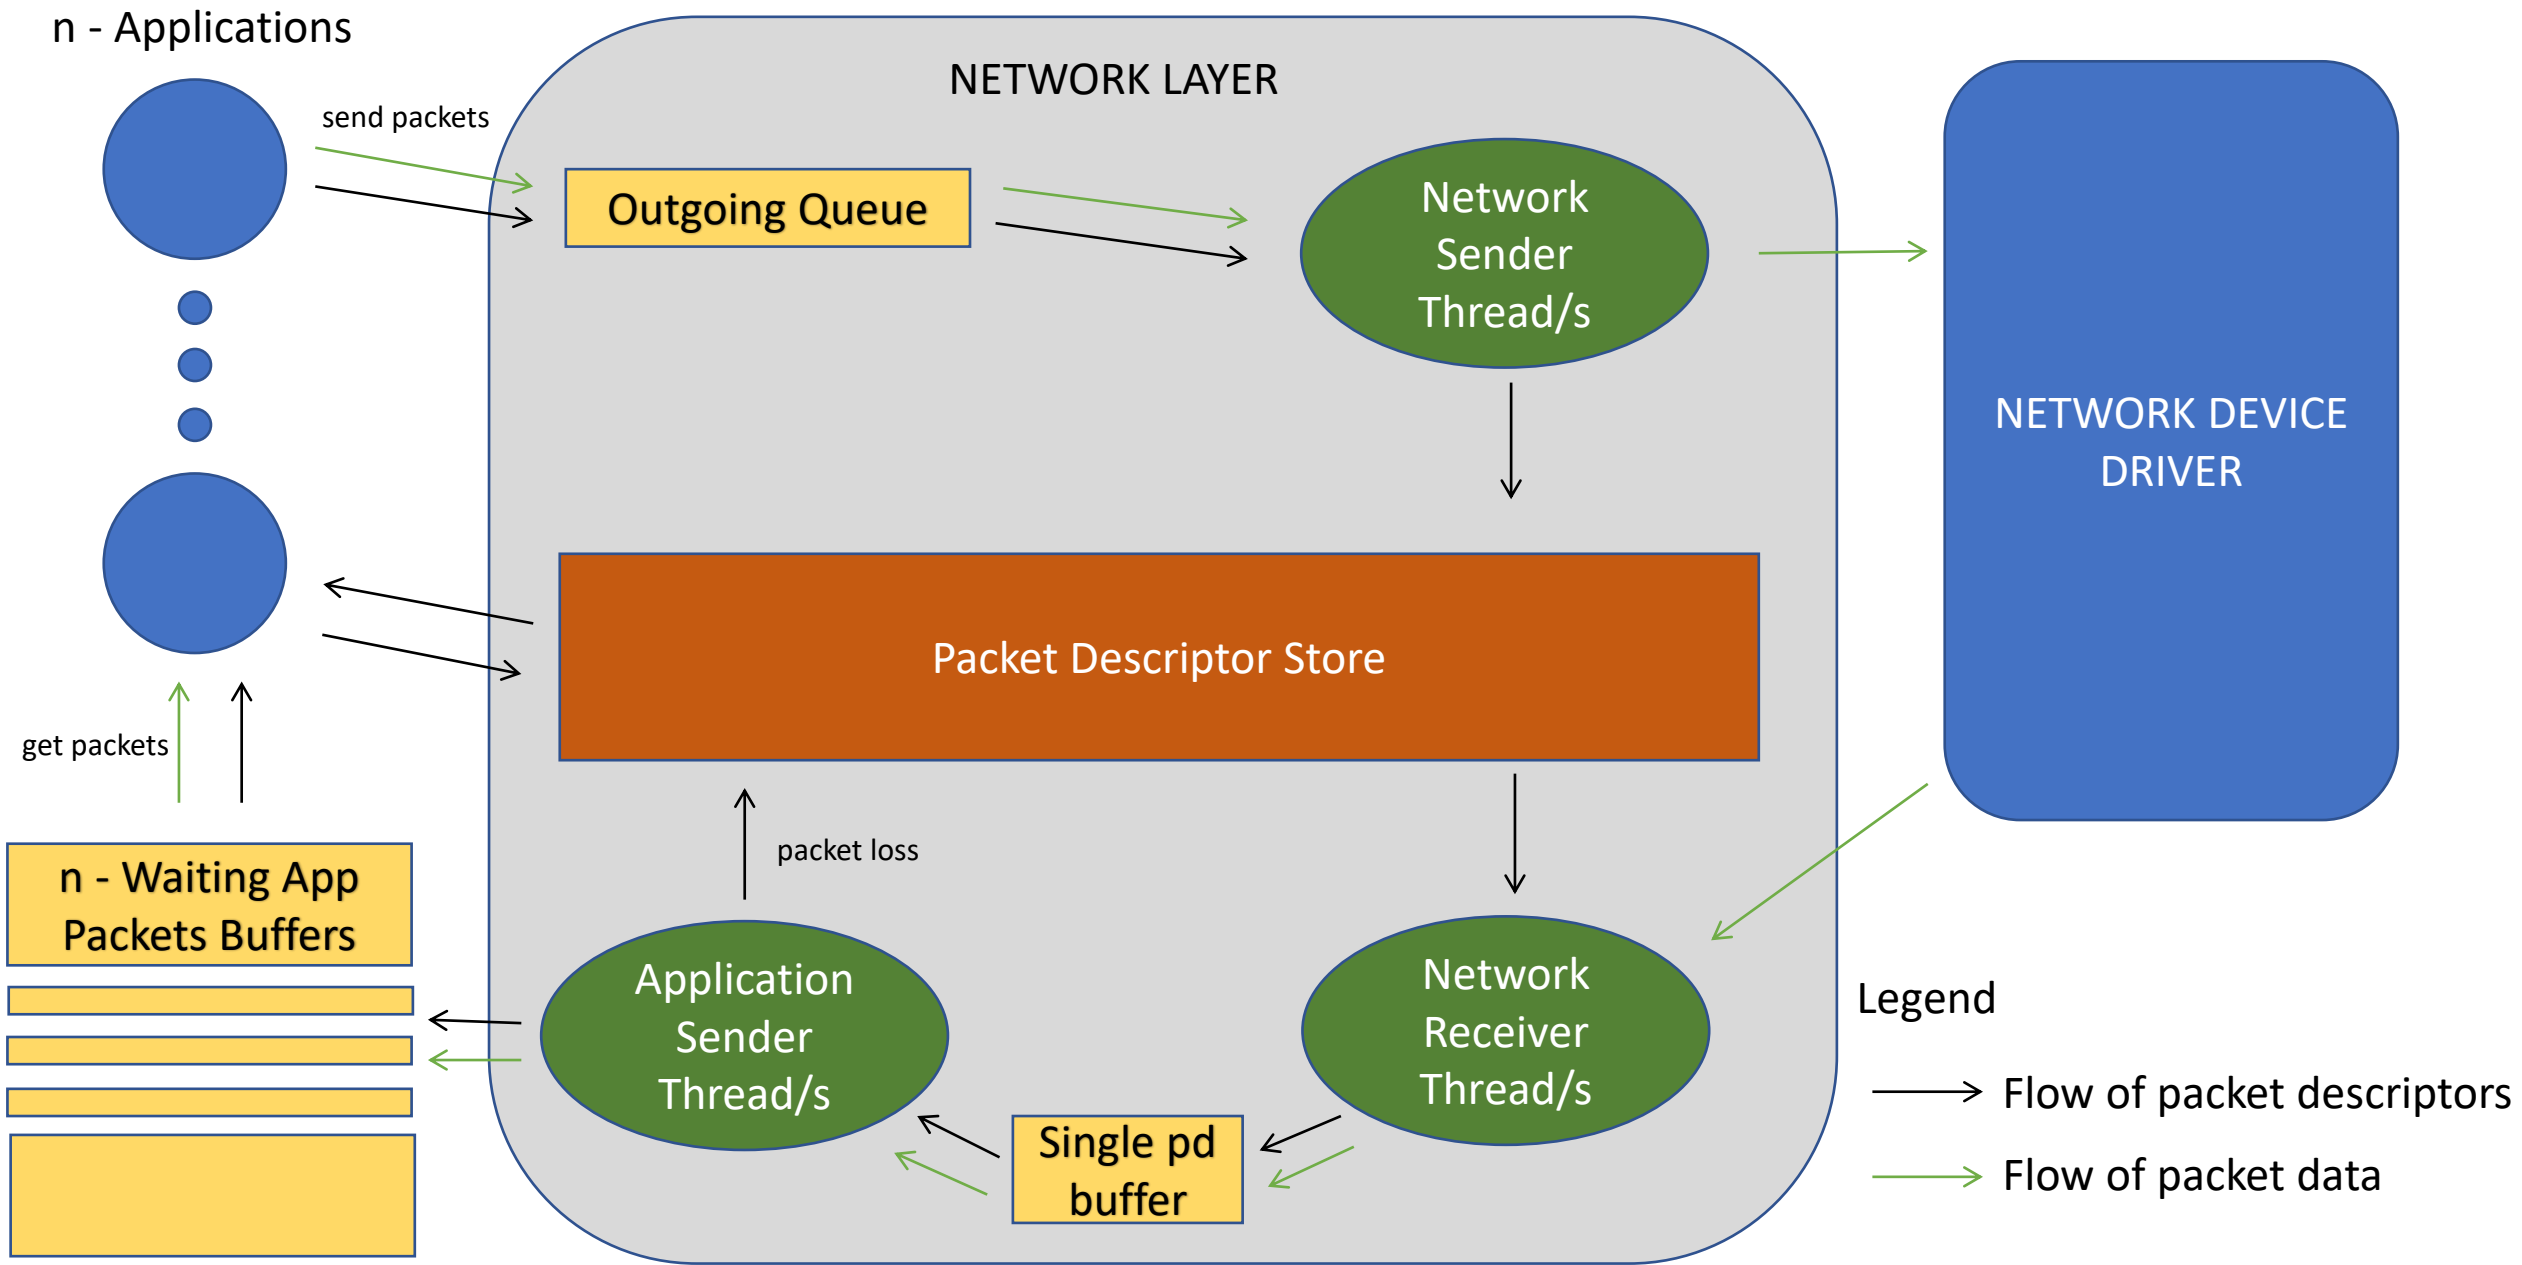 n - Applications
NETWORK LAYER
send packets
Outgoing Queue
Network
Sender
Thread/s
NETWORK DEVICE
DRIVER
Packet Descriptor Store
get packets
packet loss
n - Waiting App
Packets Buffers
Application
Sender
Thread/s
Network
Receiver
Thread/s
Single pd
buffer
Legend
Flow of packet descriptors
Flow of packet data